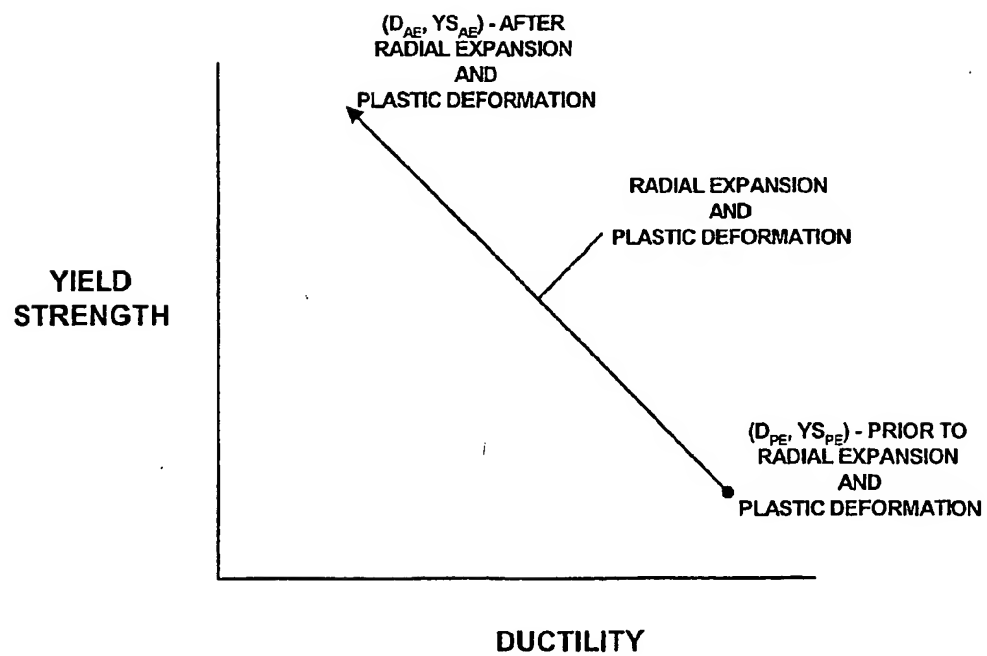 (D_AE, YS_AE) - AFTER
RADIAL EXPANSION
AND
PLASTIC DEFORMATION
RADIAL EXPANSION
AND
PLASTIC DEFORMATION
YIELD
STRENGTH
(D_PE, YS_PE) - PRIOR TO
RADIAL EXPANSION
AND
PLASTIC DEFORMATION
DUCTILITY